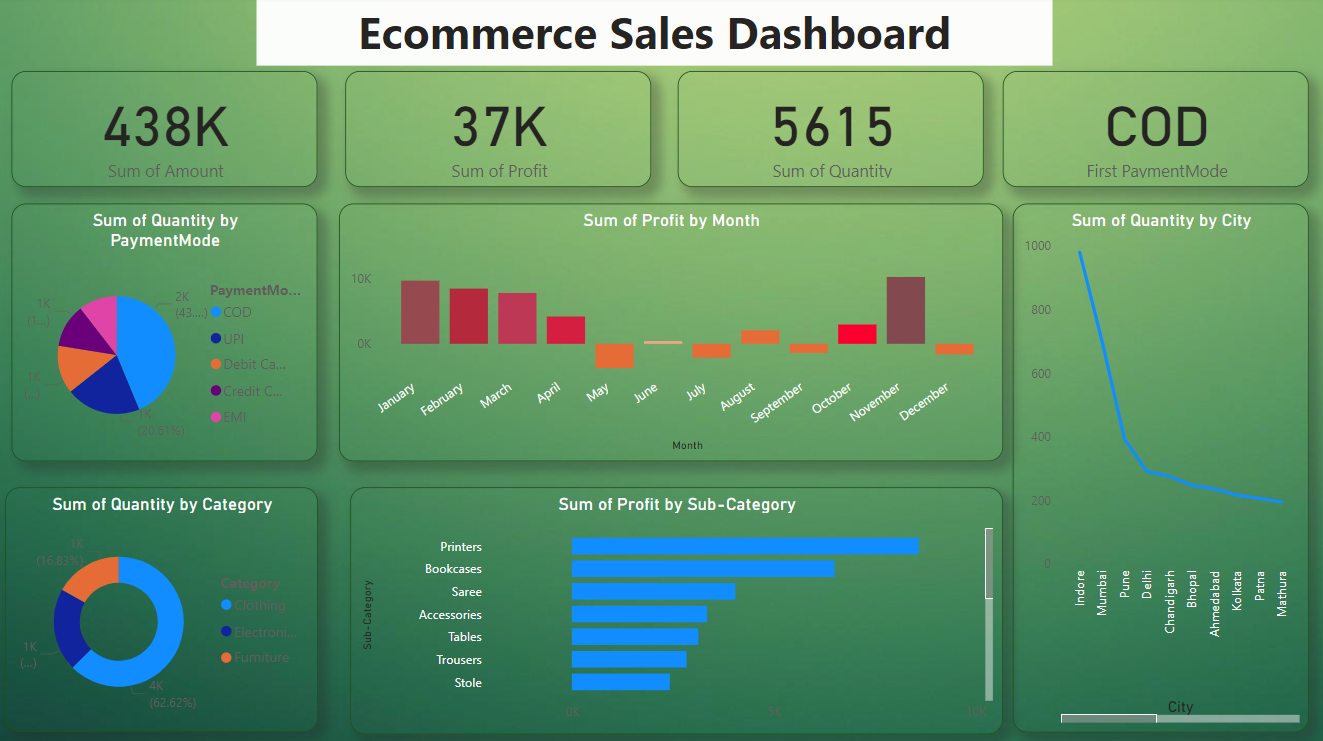 Ecommerce Sales Dashboard
438K
Sum of Amount
37K
Sum of Profit
5615
Sum of Quantity
COD
First PaymentMode
Sum of Quantity by
PaymentMode
2K
(43....)
1K
(20.61%)
1K
1K
(1...)
PaymentMo...
COD
UPI
Debit Ca...
Credit C...
EMI
Sum of Profit by Month
10K
0K
January
February
March
April
May
June
July
August
September
October
November
December
Month
Sum of Quantity by City
1000
800
600
400
200
0
Indore
Mumbai
Pune
Delhi
Chandigarh
Bhopal
Ahmedabad
Kolkata
Patna
Mathura
City
Sum of Quantity by Category
1K
(16.83%)
1K
(...)
4K
(62.62%)
Category
Clothing
Electroni...
Furniture
Sum of Profit by Sub-Category
Sub-Category
Printers
Bookcases
Saree
Accessories
Tables
Trousers
Stole
0K
5K
10K